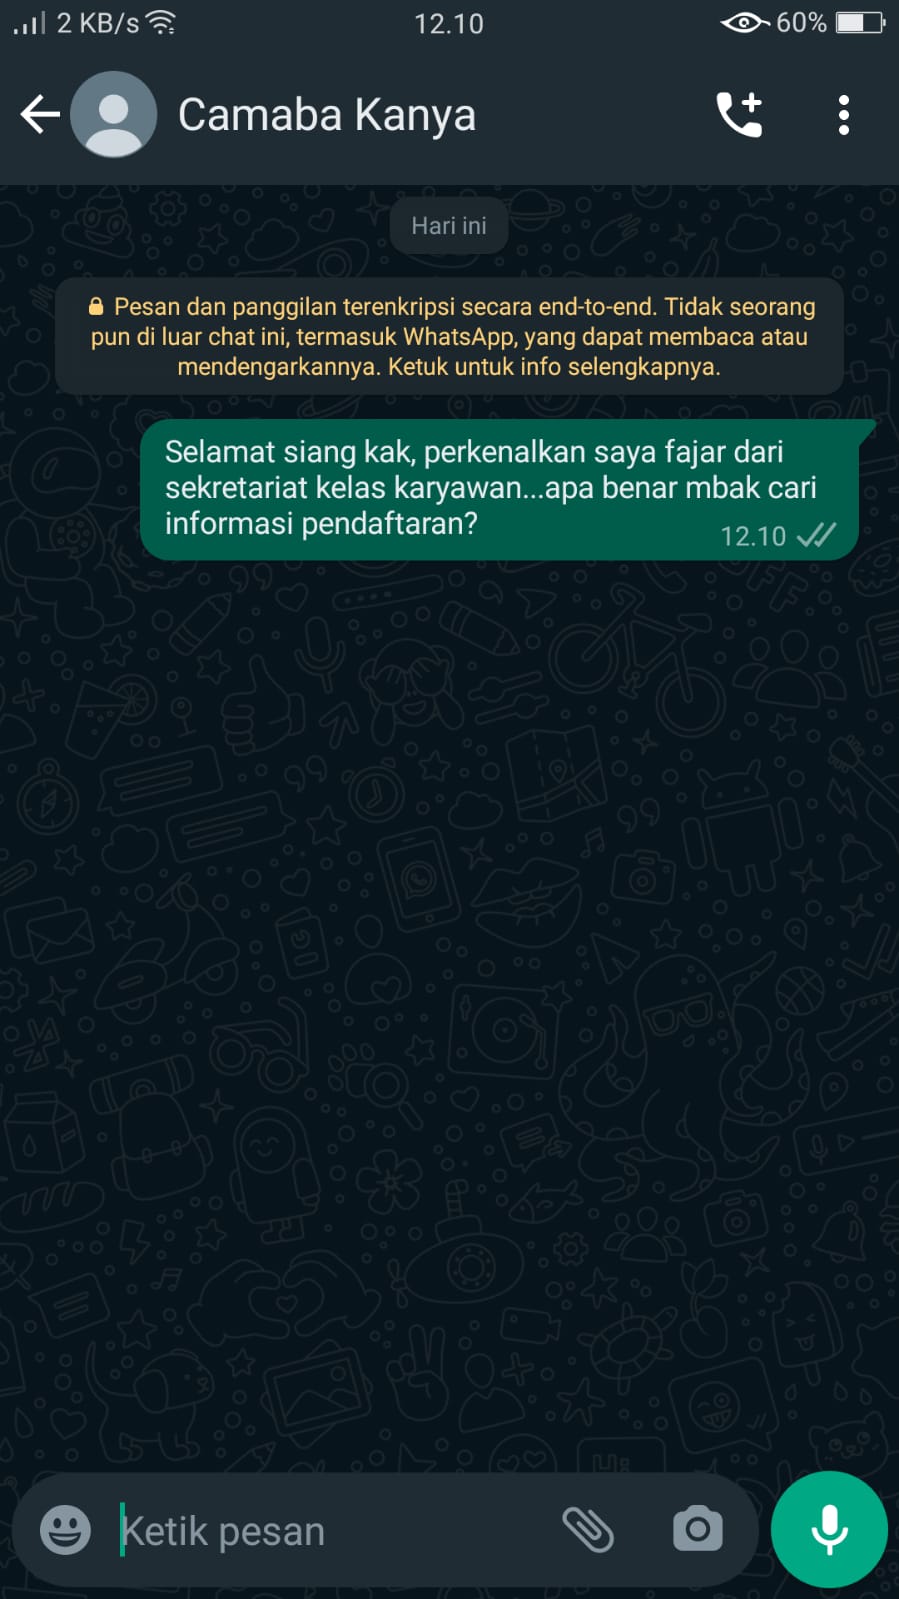 2 KB/s 12.10 60%
Camaba Kanya
Hari ini
Pesan dan panggilan terenkripsi secara end-to-end. Tidak seorang
pun di luar chat ini, termasuk WhatsApp, yang dapat membaca atau
mendengarkannya. Ketuk untuk info selengkapnya.
Selamat siang kak, perkenalkan saya fajar dari
sekretariat kelas karyawan...apa benar mbak cari
informasi pendaftaran?
12.10
Ketik pesan